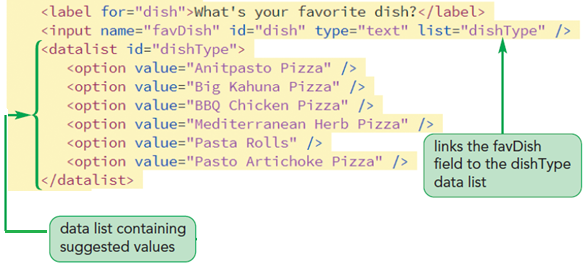 <label for="dish">What's your favorite dish?</label>
<input name="favDish" id="dish" type="text" list="dishType" />
<datalist id="dishType">
<option value="Anitpasto Pizza" />
<option value="Big Kahuna Pizza" />
<option value="BBQ Chicken Pizza" />
<option value="Mediterranean Herb Pizza" />
<option value="Pasta Rolls" />
<option value="Pasto Artichoke Pizza" />
</datalist>
links the favDish
field to the dishType
data list
data list containing
suggested values